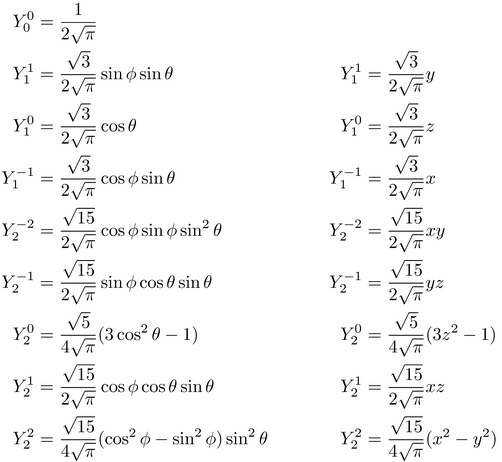 Y_0^0 = \frac{1}{2\sqrt{\pi}}
Y_1^1 = \frac{\sqrt{3}}{2\sqrt{\pi}} \sin\phi \sin\theta    Y_1^1 = \frac{\sqrt{3}}{2\sqrt{\pi}} y
Y_1^0 = \frac{\sqrt{3}}{2\sqrt{\pi}} \cos\theta    Y_1^0 = \frac{\sqrt{3}}{2\sqrt{\pi}} z
Y_1^{-1} = \frac{\sqrt{3}}{2\sqrt{\pi}} \cos\phi \sin\theta    Y_1^{-1} = \frac{\sqrt{3}}{2\sqrt{\pi}} x
Y_2^{-2} = \frac{\sqrt{15}}{2\sqrt{\pi}} \cos\phi \sin\phi \sin^2\theta    Y_2^{-2} = \frac{\sqrt{15}}{2\sqrt{\pi}} xy
Y_2^{-1} = \frac{\sqrt{15}}{2\sqrt{\pi}} \sin\phi \cos\theta \sin\theta    Y_2^{-1} = \frac{\sqrt{15}}{2\sqrt{\pi}} yz
Y_2^0 = \frac{\sqrt{5}}{4\sqrt{\pi}} (3\cos^2\theta - 1)    Y_2^0 = \frac{\sqrt{5}}{4\sqrt{\pi}} (3z^2 - 1)
Y_2^1 = \frac{\sqrt{15}}{2\sqrt{\pi}} \cos\phi \cos\theta \sin\theta    Y_2^1 = \frac{\sqrt{15}}{2\sqrt{\pi}} xz
Y_2^2 = \frac{\sqrt{15}}{4\sqrt{\pi}} (\cos^2\phi - \sin^2\phi) \sin^2\theta    Y_2^2 = \frac{\sqrt{15}}{4\sqrt{\pi}} (x^2 - y^2)